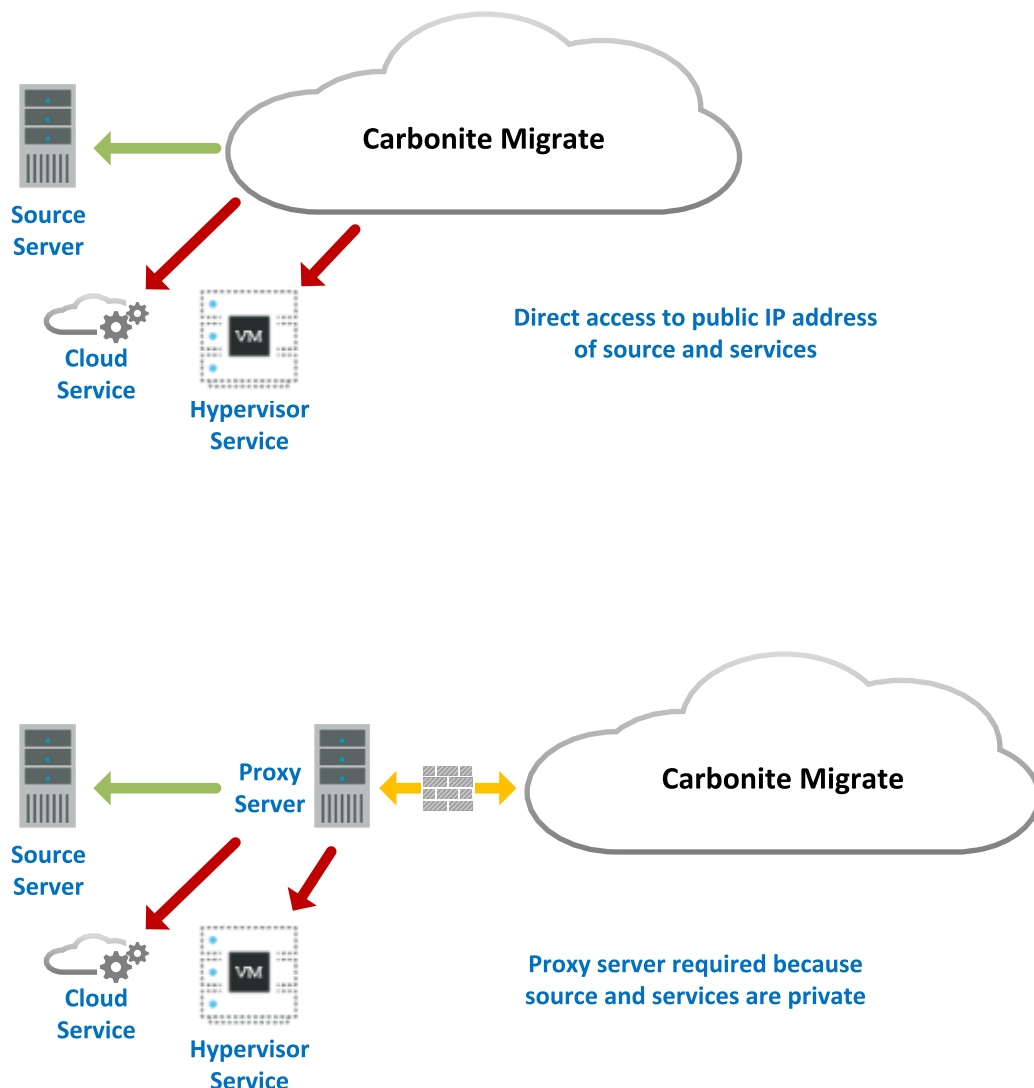 Carbonite Migrate
Source
Server
Cloud
Service
VM
Hypervisor
Service
Direct access to public IP address
of source and services
Proxy
Server
Carbonite Migrate
Source
Server
Cloud
Service
VM
Hypervisor
Service
Proxy server required because
source and services are private